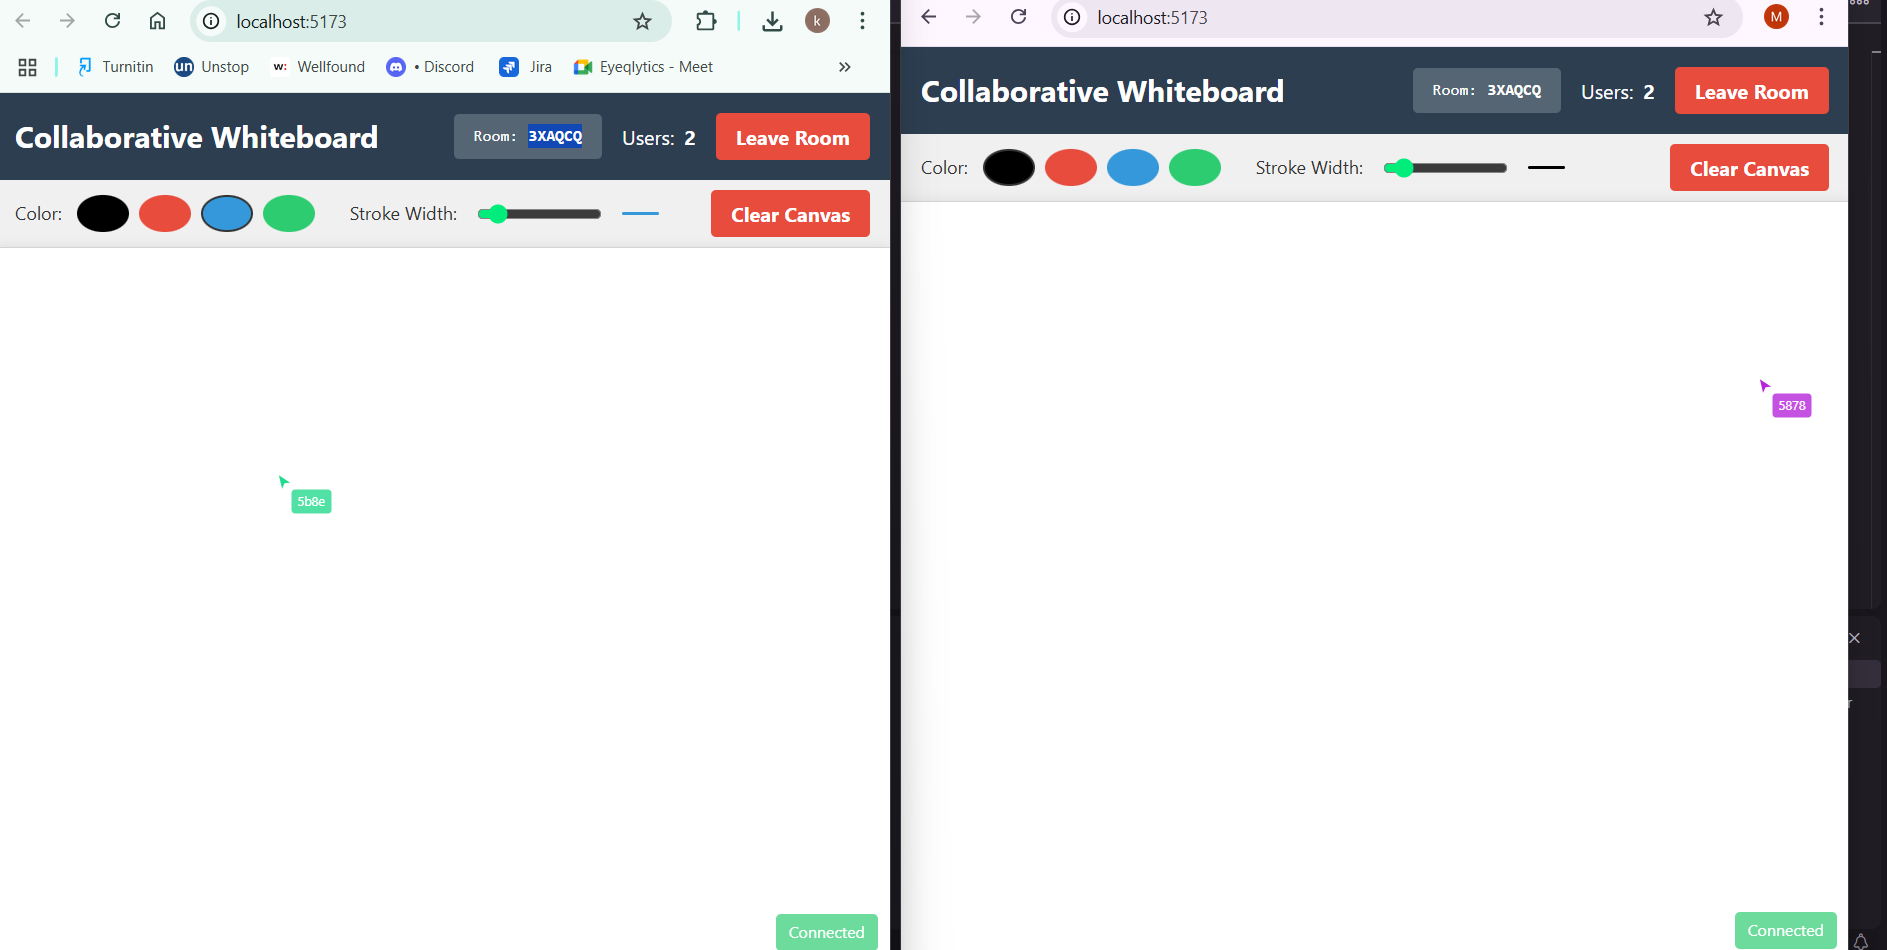 localhost:5173
k
Turnitin
un Unstop
w: Wellfound
• Discord
Jira
Eyeqlytics - Meet
»
Collaborative Whiteboard
Room: 3XAQCQ
Users: 2
Leave Room
Color:
Stroke Width:
Clear Canvas
5b8e
Connected
localhost:5173
M
Collaborative Whiteboard
Room: 3XAQCQ
Users: 2
Leave Room
Color:
Stroke Width:
Clear Canvas
5878
Connected